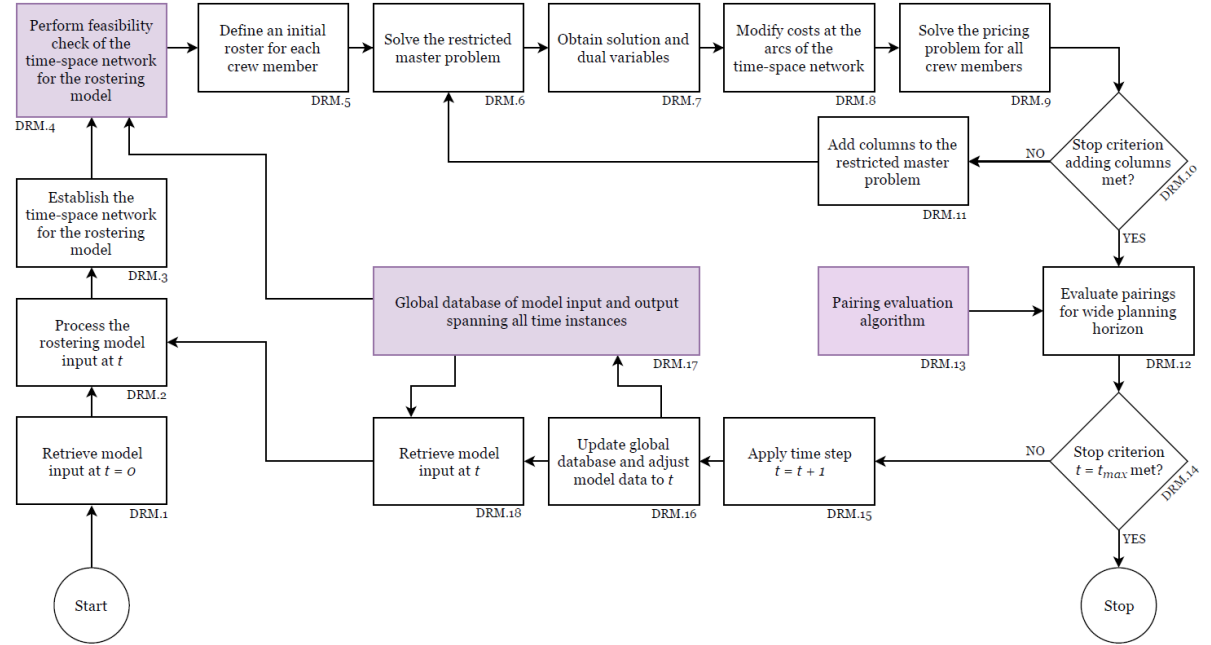 Perform feasibility
check of the
time-space network
for the rostering
model
DRM.4
Define an initial
roster for each
crew member
DRM.5
Solve the restricted
master problem
DRM.6
Obtain solution and
dual variables
DRM.7
Modify costs at the
arcs of the
time-space network
DRM.8
Solve the pricing
problem for all
crew members
DRM.9
Stop criterion
adding columns
met?
DRM.10
NO
YES
Add columns to the
restricted master
problem
DRM.11
Establish the
time-space network
for the rostering
model
DRM.3
Global database of model input and output
spanning all time instances
DRM.17
Pairing evaluation
algorithm
DRM.13
Evaluate pairings
for wide planning
horizon
DRM.12
Process the
rostering model
input at t
DRM.2
Retrieve model
input at t = 0
DRM.1
Retrieve model
input at t
DRM.18
Update global
database and adjust
model data to t
DRM.16
Apply time step
t = t + 1
DRM.15
NO
Stop criterion
t = tmax met?
DRM.14
YES
Start
Stop